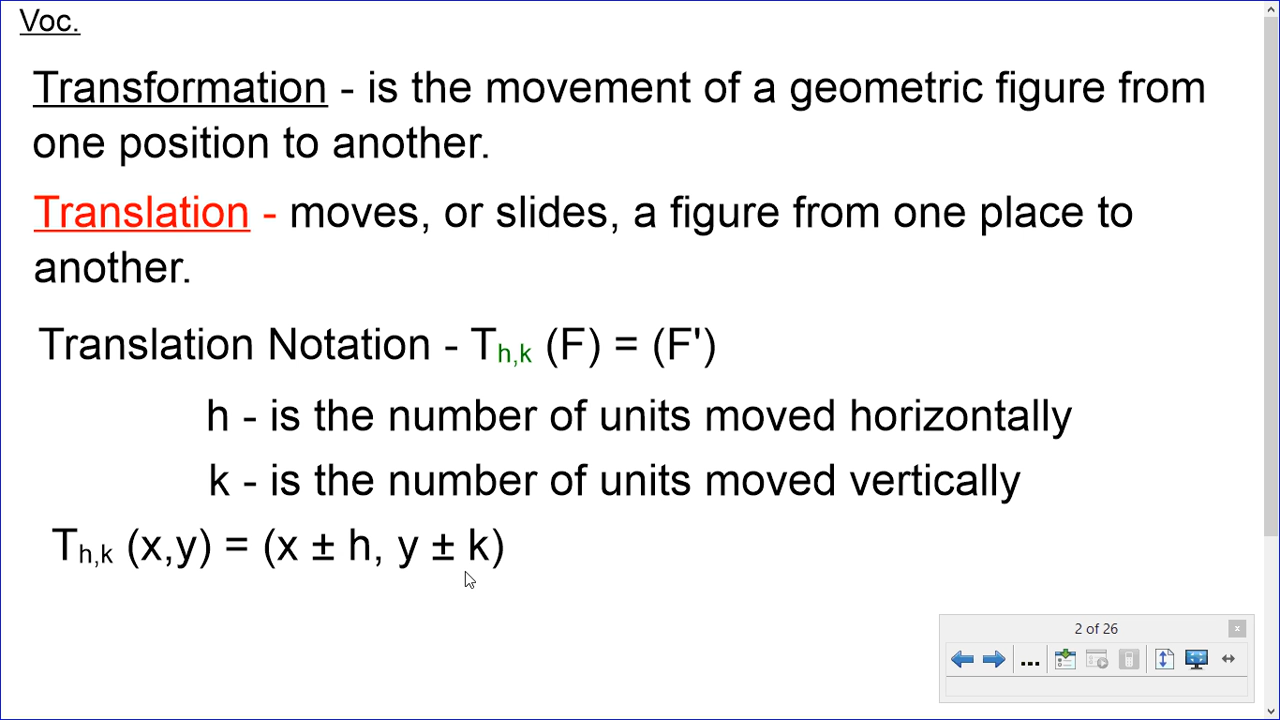 Voc.
Transformation - is the movement of a geometric figure from
one position to another.
Translation - moves, or slides, a figure from one place to
another.
Translation Notation - Th,k (F) = (F')
h - is the number of units moved horizontally
k - is the number of units moved vertically
Th,k (x,y) = (x ± h, y ± k)
2 of 26
...